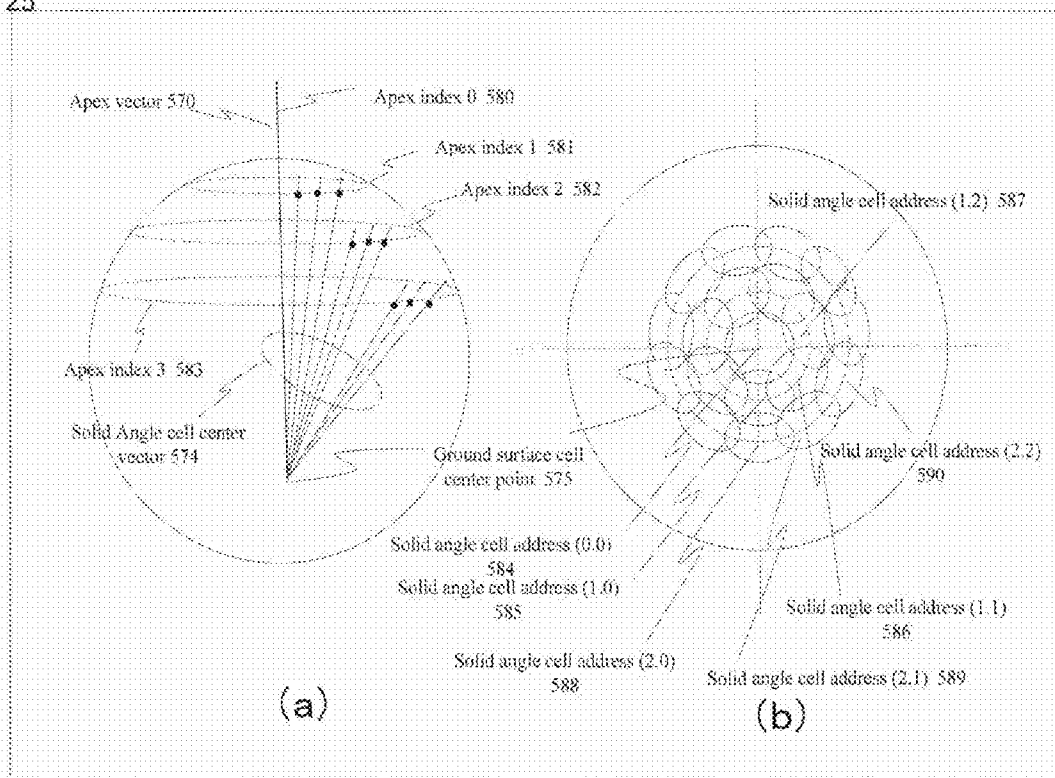 25
Apex vector 570
Apex index 0 580
Apex index 1 581
Apex index 2 582
Apex index 3 583
Solid Angle cell center
vector 574
Ground surface cell
center point 575
Solid angle cell address (1.2) 587
Solid angle cell address (2.2)
590
Solid angle cell address (0.0)
584
Solid angle cell address (1.0)
585
Solid angle cell address (2.0)
588
Solid angle cell address (1.1)
586
Solid angle cell address (2.1) 589
(a)
(b)